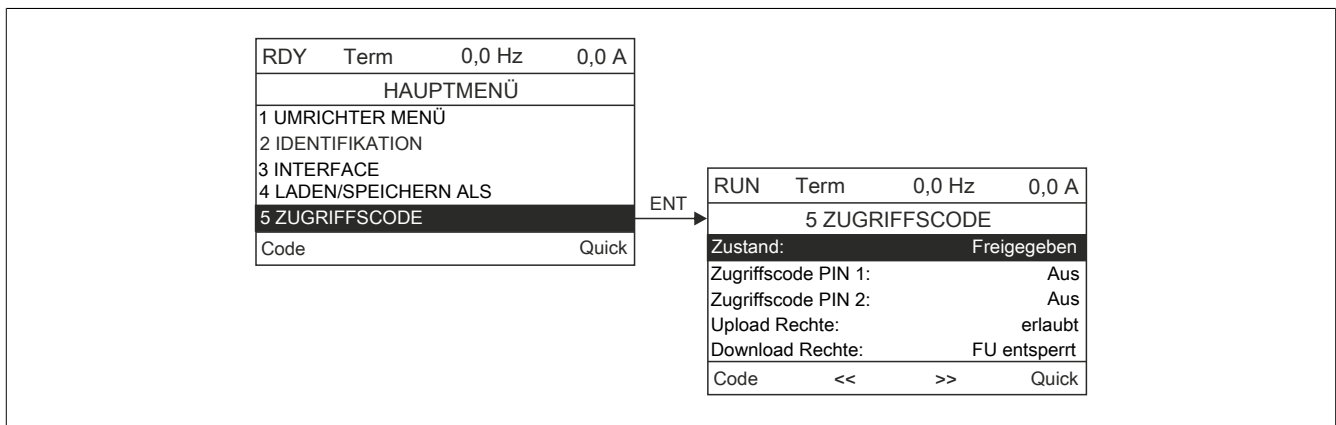 RDY Term 0,0 Hz 0,0 A
HAUPTMENÜ
1 UMRICHTER MENÜ
2 IDENTIFIKATION
3 INTERFACE
4 LADEN/SPEICHERN ALS
5 ZUGRIFFSCODE
Code Quick
ENT
RUN Term 0,0 Hz 0,0 A
5 ZUGRIFFSCODE
Zustand: Freigegeben
Zugriffscode PIN 1: Aus
Zugriffscode PIN 2: Aus
Upload Rechte: erlaubt
Download Rechte: FU entsperrt
Code << >> Quick